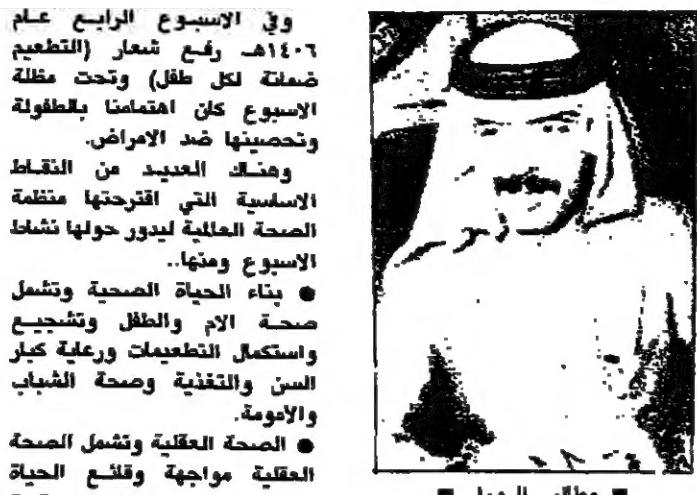 وفي الاسبوع الرابع عام
١٤٠٦هـ رفع شعار (التطعيم
ضمانة لكل طفل) وتحت مظلة
الاسبوع كان اهتمامنا بالطفولة
وتحصينها ضد الامراض.
وهناك العديد من النقاط
الاساسية التي اقترحتها منظمة
الصحة العالمية ليدور حولها نشاط
الاسبوع ومنها..
● بناء الحياة الصحية وتشمل
صحة الام والطفل وتشجيع
واستكمال التطعيمات ورعاية كبار
السن والتغذية وصحة الشباب
والأمومة.
● الصحة العقلية وتشمل الصحة
العقلية مواجهة وقائع الحياة